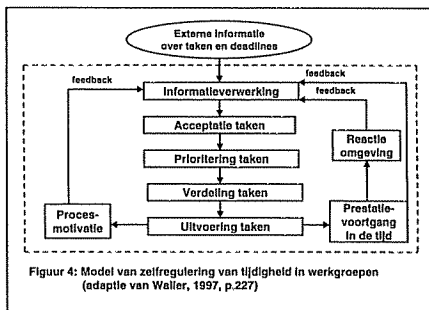 Externe informatie
over taken en deadlines
feedback
feedback
feedback
Informatieverwerking
Acceptatie taken
Prioritering taken
Verdeling taken
Uitvoering taken
Proces-
motivatie
Reactie
omgeving
Prestatie-
voortgang
in de tijd
Figuur 4: Model van zelfregulering van tijdigheid in werkgroepen
(adaptie van Waller, 1997, p.227)